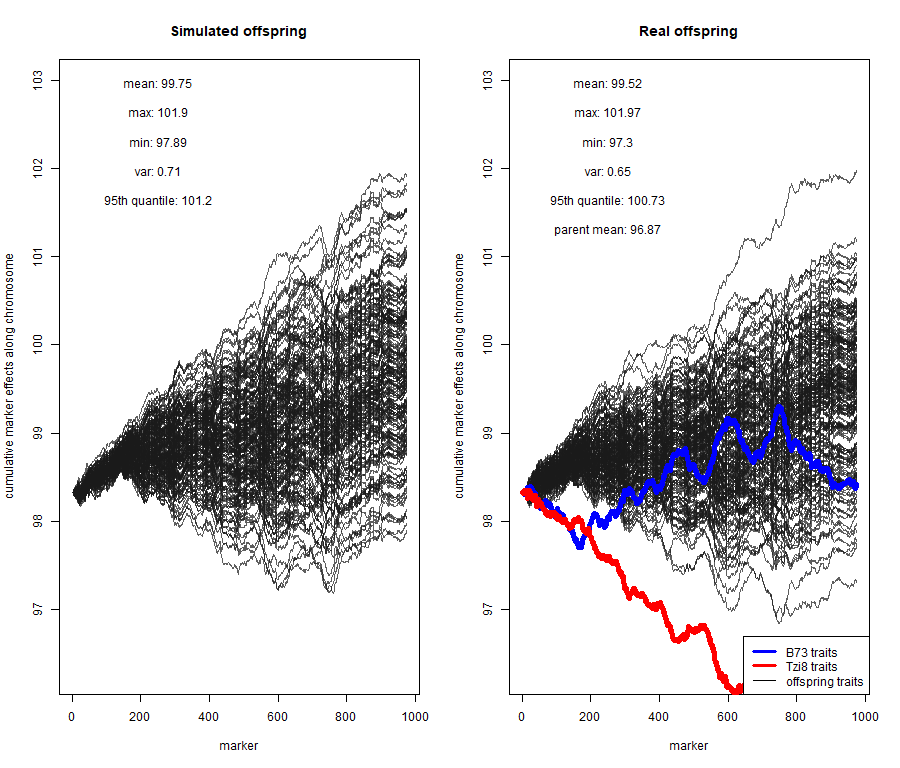 Simulated offspring
mean: 99.75
max: 101.9
min: 97.89
var: 0.71
95th quantile: 101.2
cumulative marker effects along chromosome
103
102
101
100
99
98
97
0 200 400 600 800 1000
marker
Real offspring
mean: 99.52
max: 101.97
min: 97.3
var: 0.65
95th quantile: 100.73
parent mean: 96.87
cumulative marker effects along chromosome
103
102
101
100
99
98
97
B73 traits
Tzi8 traits
offspring traits
0 200 400 600 800 1000
marker